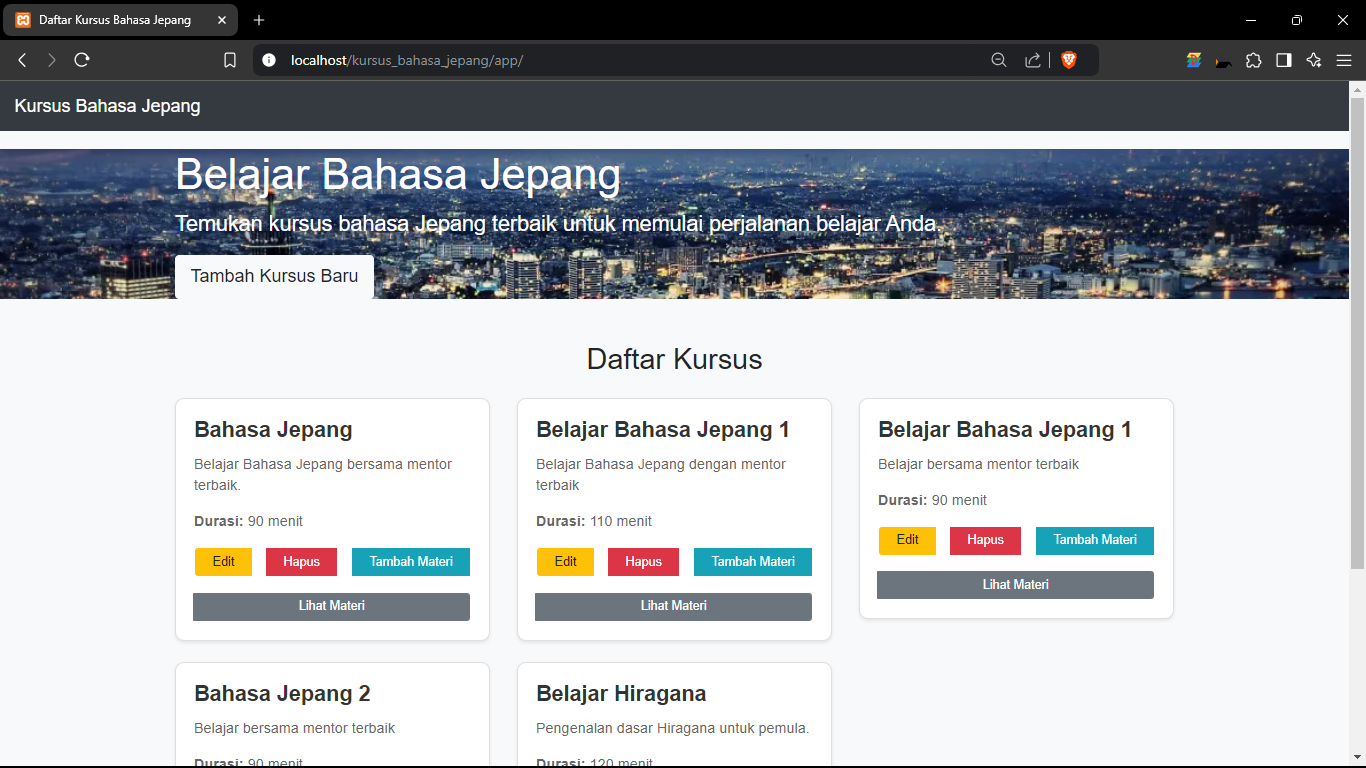 Daftar Kursus Bahasa Jepang
localhost/kursus_bahasa_jepang/app/
Kursus Bahasa Jepang
Belajar Bahasa Jepang
Temukan kursus bahasa Jepang terbaik untuk memulai perjalanan belajar Anda.
Tambah Kursus Baru
Daftar Kursus
Bahasa Jepang
Belajar Bahasa Jepang bersama mentor
terbaik.
Durasi: 90 menit
Edit Hapus Tambah Materi
Lihat Materi
Belajar Bahasa Jepang 1
Belajar Bahasa Jepang dengan mentor
terbaik
Durasi: 110 menit
Edit Hapus Tambah Materi
Lihat Materi
Belajar Bahasa Jepang 1
Belajar bersama mentor terbaik
Durasi: 90 menit
Edit Hapus Tambah Materi
Lihat Materi
Bahasa Jepang 2
Belajar bersama mentor terbaik
Durasi: 90 menit
Belajar Hiragana
Pengenalan dasar Hiragana untuk pemula.
Durasi: 120 menit